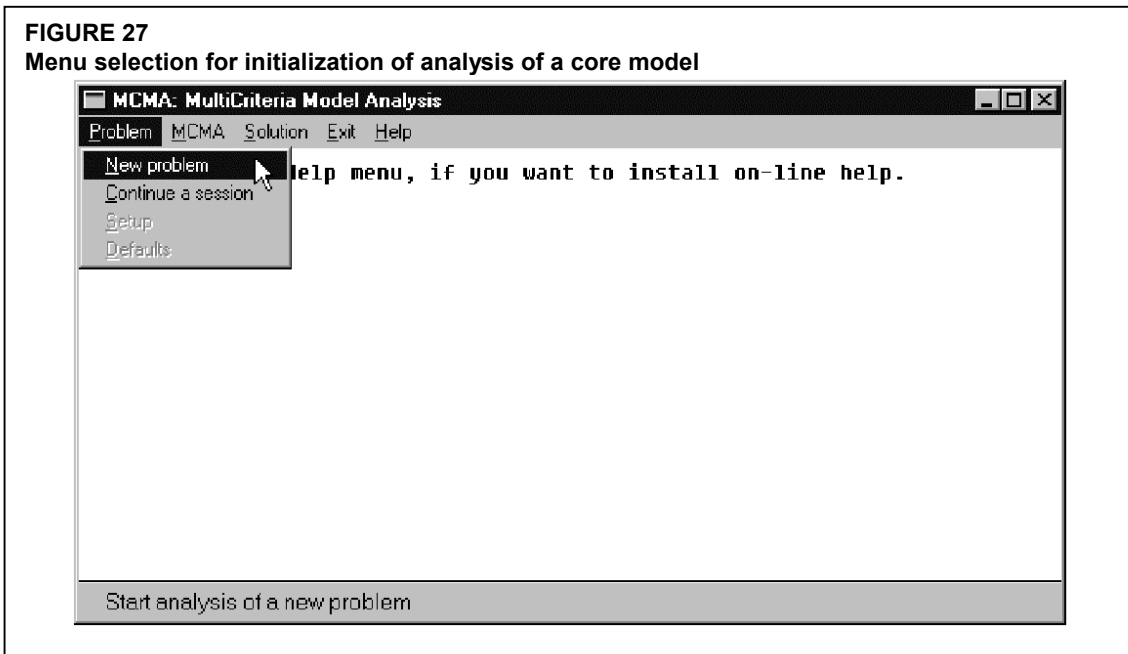 FIGURE 27
Menu selection for initialization of analysis of a core model
MCMA: MultiCriteria Model Analysis
Problem MCMA Solution Exit Help
New problem
Continue a session
Setup
Defaults
menu, if you want to install on-line help.
Start analysis of a new problem